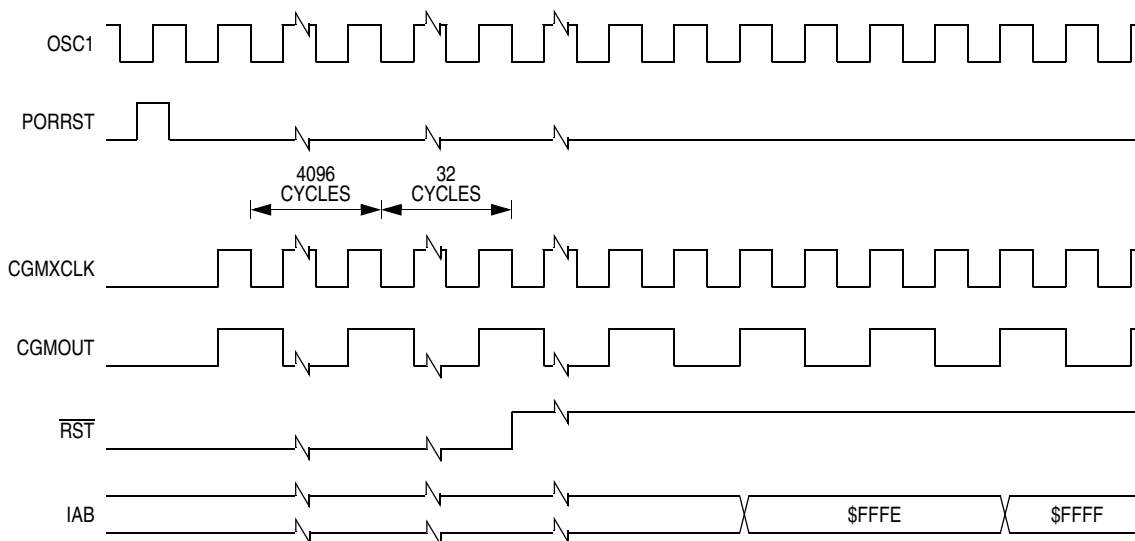 OSC1
PORRST
4096
CYCLES
32
CYCLES
CGMXCLK
CGMOUT
RST
IAB
$FFFE
$FFFF